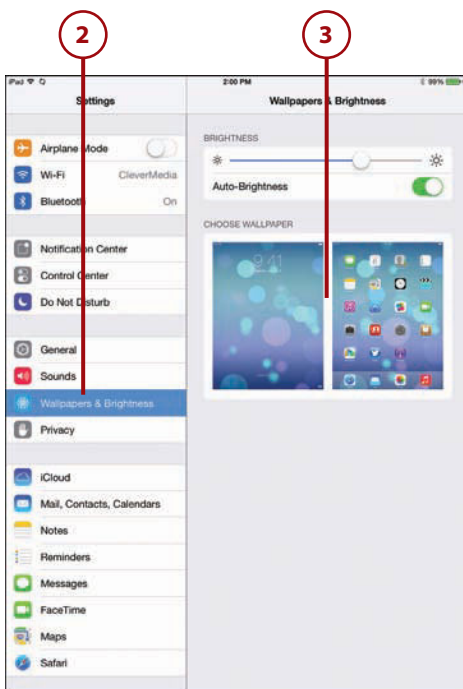 2 3
iPad 2:00 PM 99%
Settings Wallpapers & Brightness
Airplane Mode
Wi-Fi CleverMedia
Bluetooth On
Notification Center
Control Center
Do Not Disturb
General
Sounds
Wallpapers & Brightness
Privacy
iCloud
Mail, Contacts, Calendars
Notes
Reminders
Messages
FaceTime
Maps
Safari
BRIGHTNESS
Auto-Brightness
CHOOSE WALLPAPER
9:41